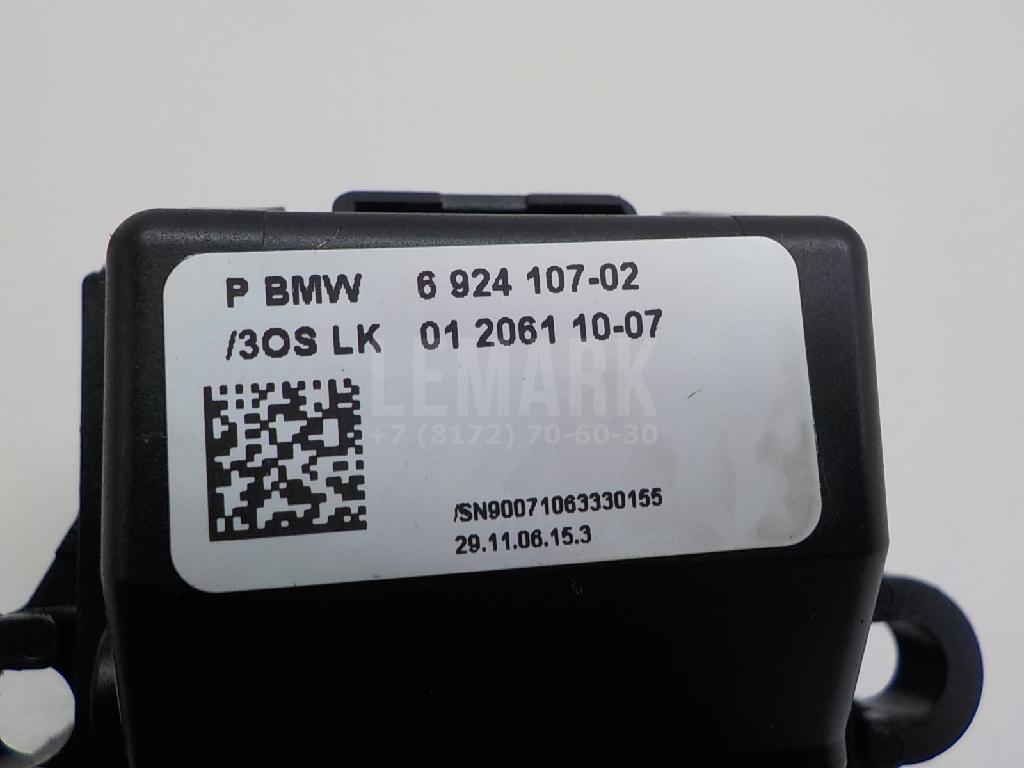 P BMW 6 924 107-02
/3OS LK 01 2061 10-07
LEMARK
+7 (8172) 70-60-30
/SN90071063330155
29.11.06.15.3